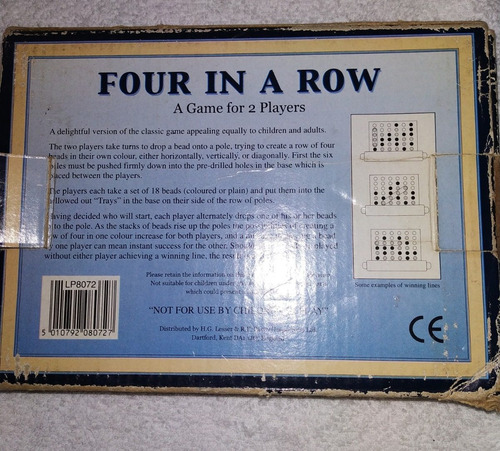 FOUR IN A ROW
A Game for 2 Players
A delightful version of the classic game appealing equally to children and adults.
The two players take turns to drop a bead onto a pole, trying to create a row of four
beads in their own colour, either horizontally, vertically, or diagonally. First the six
poles must be pushed firmly down into the pre-drilled holes in the base which is
placed between the players.
The players each take a set of 18 beads (coloured or plain) and put them into the
hollowed out "Trays" in the base on their side of the row of poles.
Having decided who will start, each player alternately drops one of his or her beads
to the pole. As the stacks of beads rise up the poles the possibilities of creating a
row of four in one colour increase for both players, and a
one player can mean instant success for the other.
without either player achieving a winning line, the result
Please retain the information on
Not suitable for children under
which could
"NOT FOR USE BY
Distributed by H.G. Lesser & R.
Dartford, Kent
Some examples of winning lines
LP8072
5 010792 080727
CE